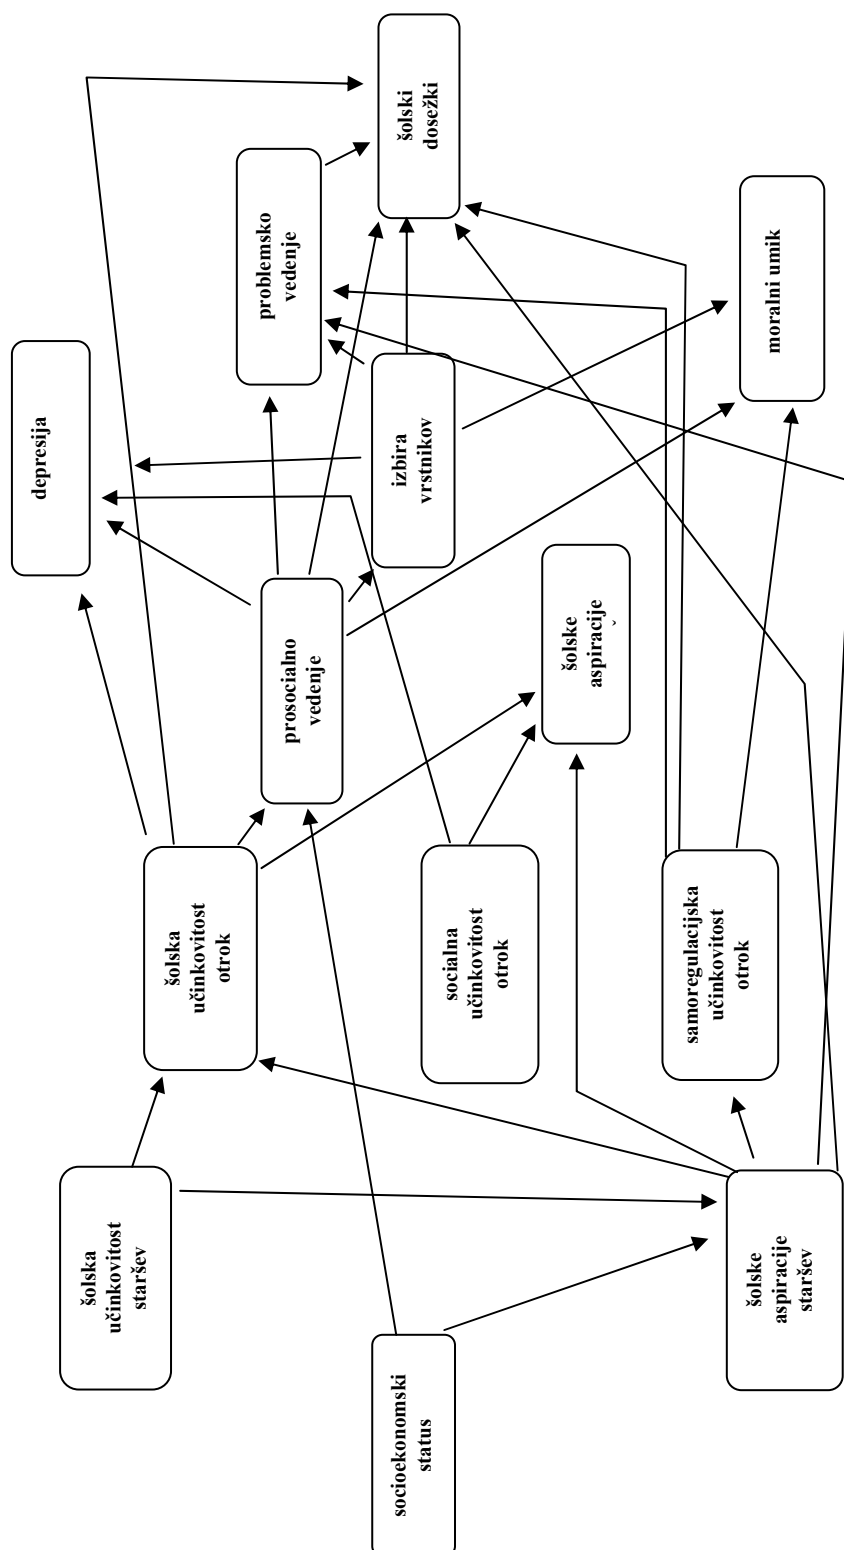 šolska
učinkovitost
staršev
socioekonomski
status
šolske
aspiracije
staršev
šolska
učinkovitost
otrok
socialna
učinkovitost
otrok
samoregulacijska
učinkovitost
otrok
prosocialno
vedenje
šolske
aspiracije
depresija
izbira
vrstnikov
problemsko
vedenje
moralni umik
šolski
dosežki